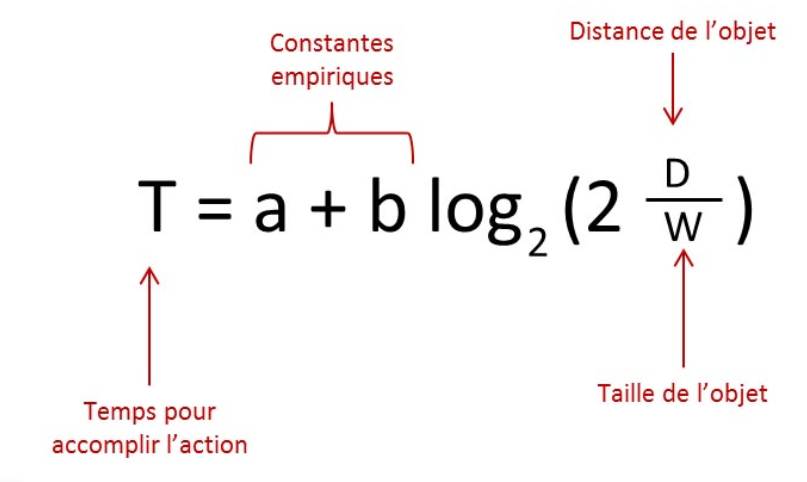 Constantes
empiriques
Distance de l'objet
T = a + b log₂ (2 D/W)
Temps pour
accomplir l'action
Taille de l'objet